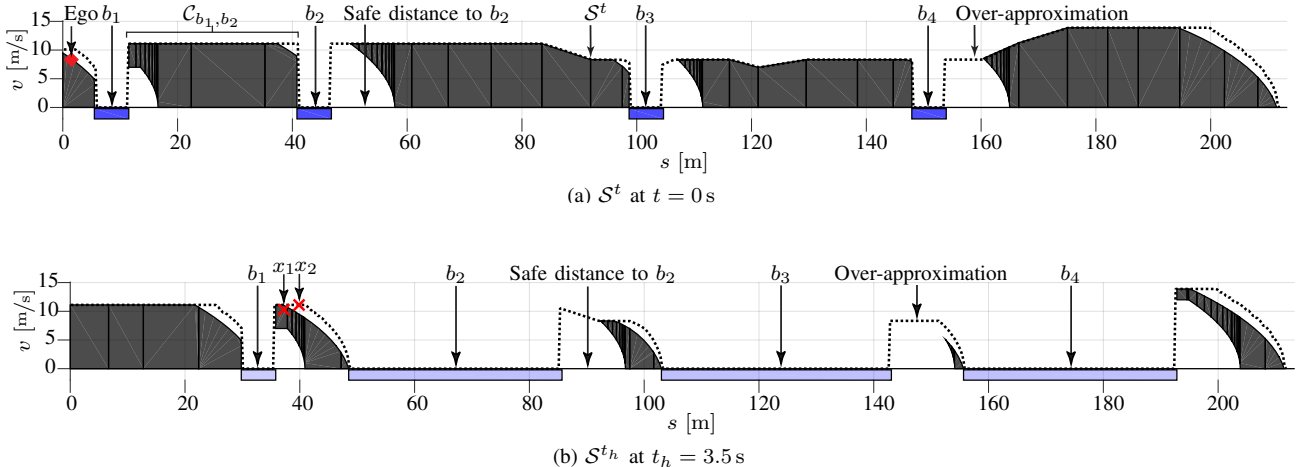 Ego b₁ 𝒞_{b₁,b₂} b₂ Safe distance to b₂ 𝒮ᵗ b₃ b₄ Over-approximation
15
10
5
0
v [m/s]
0 20 40 60 80 100 120 140 160 180 200
s [m]
(a) 𝒮ᵗ at t = 0 s
b₁ x₁ x₂ b₂ Safe distance to b₂ b₃ Over-approximation b₄
15
10
5
0
v [m/s]
0 20 40 60 80 100 120 140 160 180 200
s [m]
(b) 𝒮^{t_h} at t_h = 3.5 s